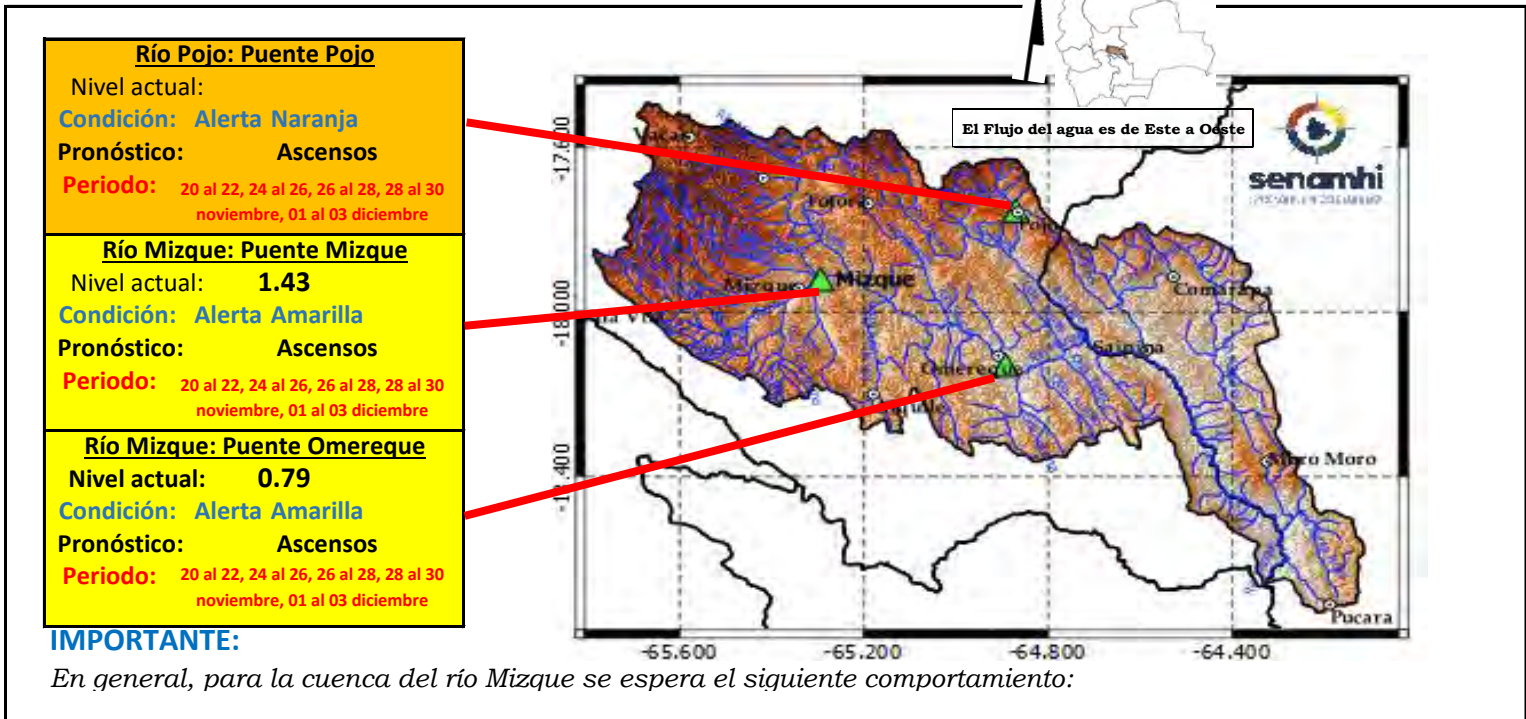 Río Pojo: Puente Pojo
Nivel actual:
Condición: Alerta Naranja
Pronóstico: Ascensos
Periodo: 20 al 22, 24 al 26, 26 al 28, 28 al 30
noviembre, 01 al 03 diciembre
Río Mizque: Puente Mizque
Nivel actual: 1.43
Condición: Alerta Amarilla
Pronóstico: Ascensos
Periodo: 20 al 22, 24 al 26, 26 al 28, 28 al 30
noviembre, 01 al 03 diciembre
Río Mizque: Puente Omereque
Nivel actual: 0.79
Condición: Alerta Amarilla
Pronóstico: Ascensos
Periodo: 20 al 22, 24 al 26, 26 al 28, 28 al 30
noviembre, 01 al 03 diciembre
El Flujo del agua es de Este a Oeste
senamhi
-17.600
Vacas
Totora
Pojo
Mizque
Mizque
Comarapa
-18.000
Saipina
Omereque
Moro Moro
Pucara
-65.600
-65.200
-64.800
-64.400
IMPORTANTE:
En general, para la cuenca del río Mizque se espera el siguiente comportamiento: